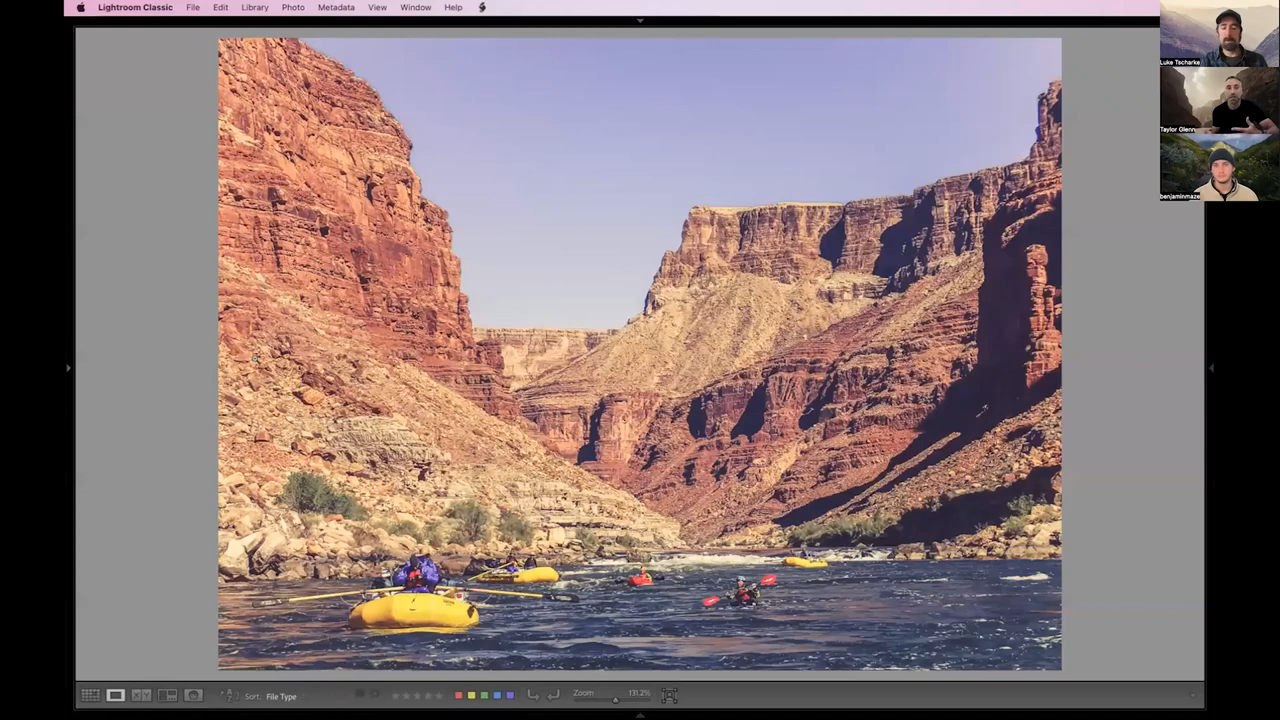 Lightroom Classic File Edit Library Photo Metadata View Window Help
Luke Tscharke
Taylor Glenn
benjaminmaze
Sort: File Type
Zoom 131.2%